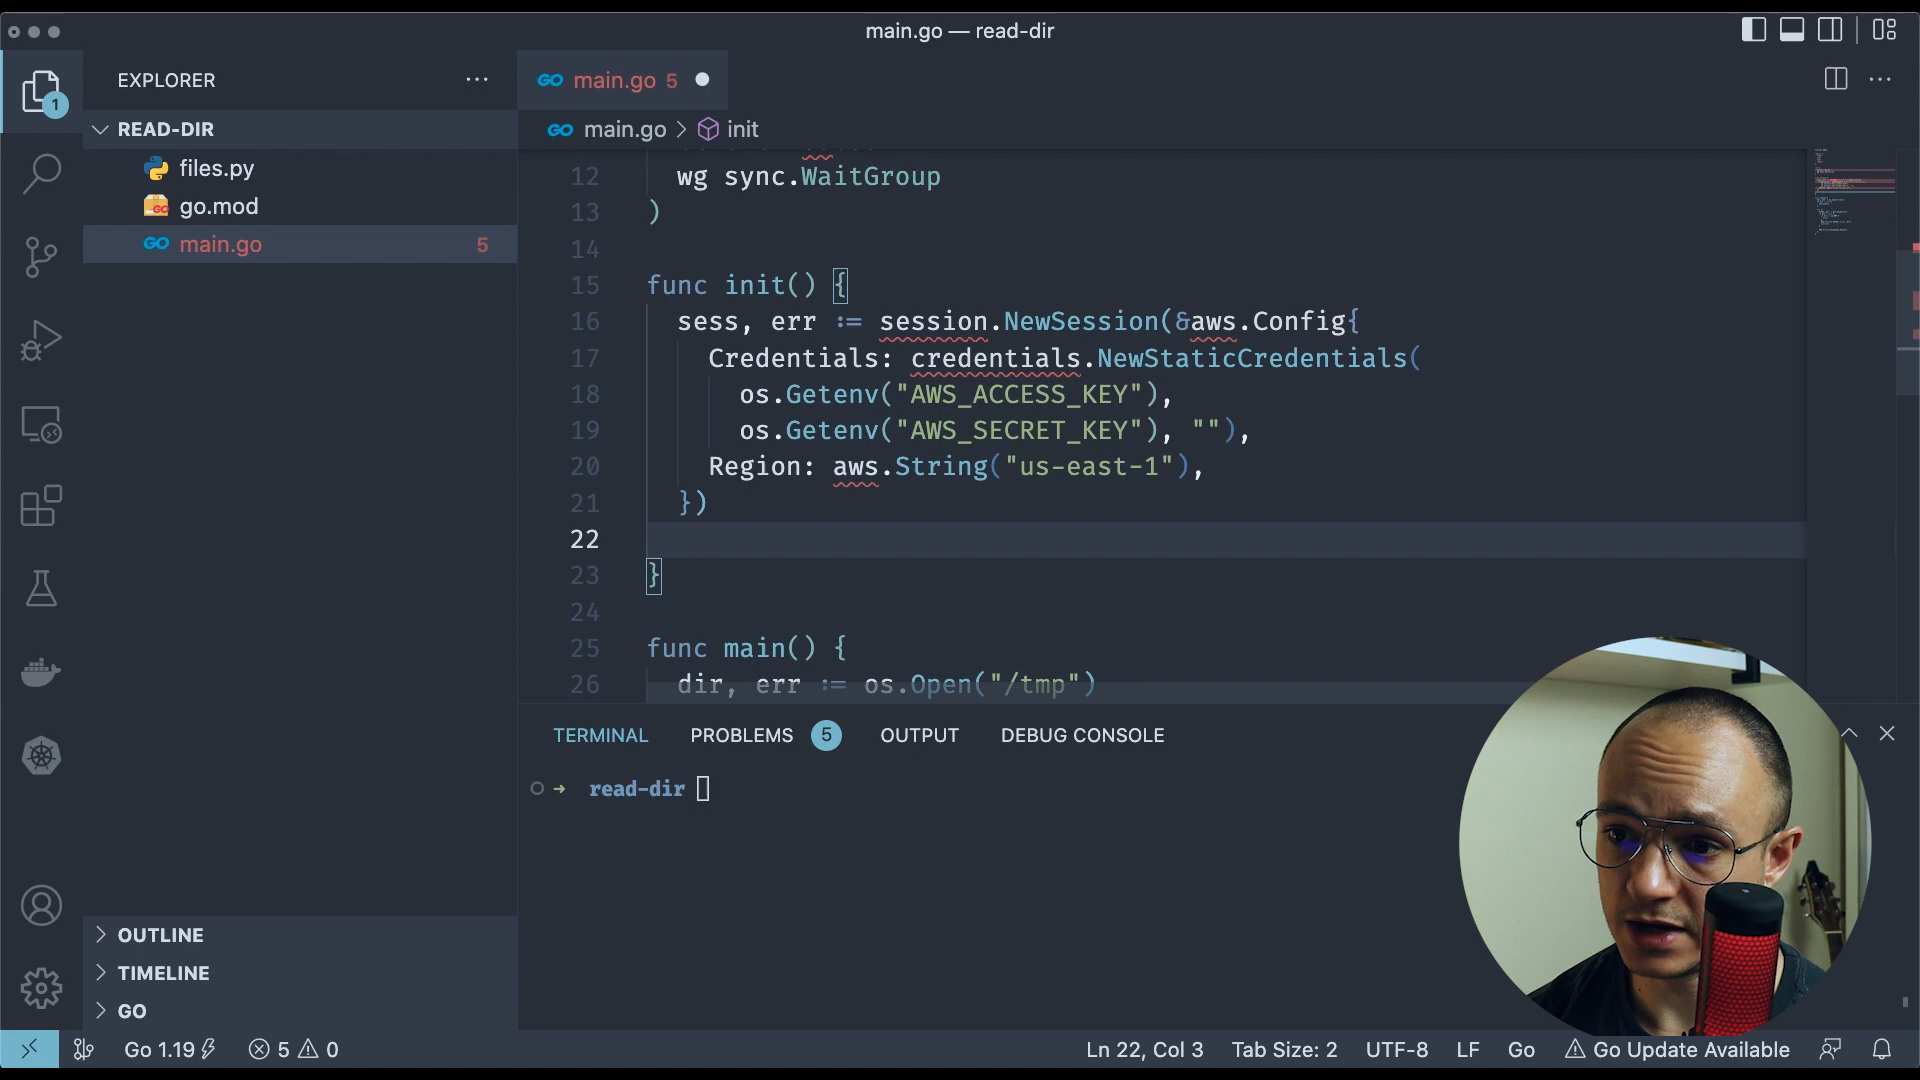 main.go — read-dir
EXPLORER
READ-DIR
files.py
go.mod
main.go 5
1
main.go 5
main.go > init
12 wg sync.WaitGroup
13 )
14
15 func init() {
16 sess, err := session.NewSession(&aws.Config{
17 Credentials: credentials.NewStaticCredentials(
18 os.Getenv("AWS_ACCESS_KEY"),
19 os.Getenv("AWS_SECRET_KEY"), ""),
20 Region: aws.String("us-east-1"),
21 })
22
23 }
24
25 func main() {
26 dir, err := os.Open("/tmp")
TERMINAL PROBLEMS 5 OUTPUT DEBUG CONSOLE
→ read-dir
OUTLINE
TIMELINE
GO
Go 1.19 5 0 Ln 22, Col 3 Tab Size: 2 UTF-8 LF Go Go Update Available